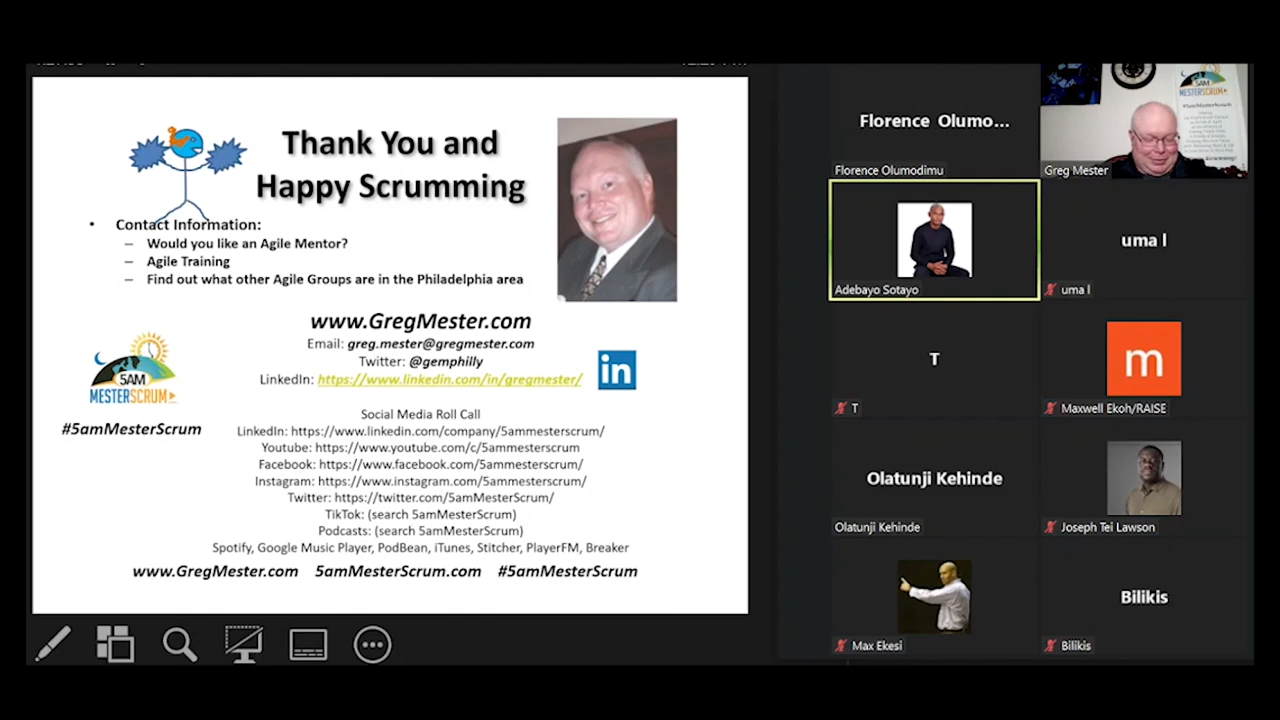 Thank You and
Happy Scrumming
• Contact Information:
– Would you like an Agile Mentor?
– Agile Training
– Find out what other Agile Groups are in the Philadelphia area
www.GregMester.com
Email: greg.mester@gregmester.com
Twitter: @gemphilly
LinkedIn: https://www.linkedin.com/in/gregmester/
in
5AM
MESTERSCRUM
#5amMesterScrum
Social Media Roll Call
LinkedIn: https://www.linkedin.com/company/5ammesterscrum/
Youtube: https://www.youtube.com/c/5ammesterscrum
Facebook: https://www.facebook.com/5ammesterscrum/
Instagram: https://www.instagram.com/5ammesterscrum/
Twitter: https://twitter.com/5amMesterScrum/
TikTok: (search 5amMesterScrum)
Podcasts: (search 5amMesterScrum)
Spotify, Google Music Player, PodBean, iTunes, Stitcher, PlayerFM, Breaker
www.GregMester.com 5amMesterScrum.com #5amMesterScrum
Florence Olumo...
Florence Olumodimu
5AM
MESTERSCRUM
#5amMesterScrum
Greg Mester
Adebayo Sotayo
uma l
uma l
T
T
m
Maxwell Ekoh/RAISE
Olatunji Kehinde
Olatunji Kehinde
Joseph Tei Lawson
Max Ekesi
Bilikis
Bilikis